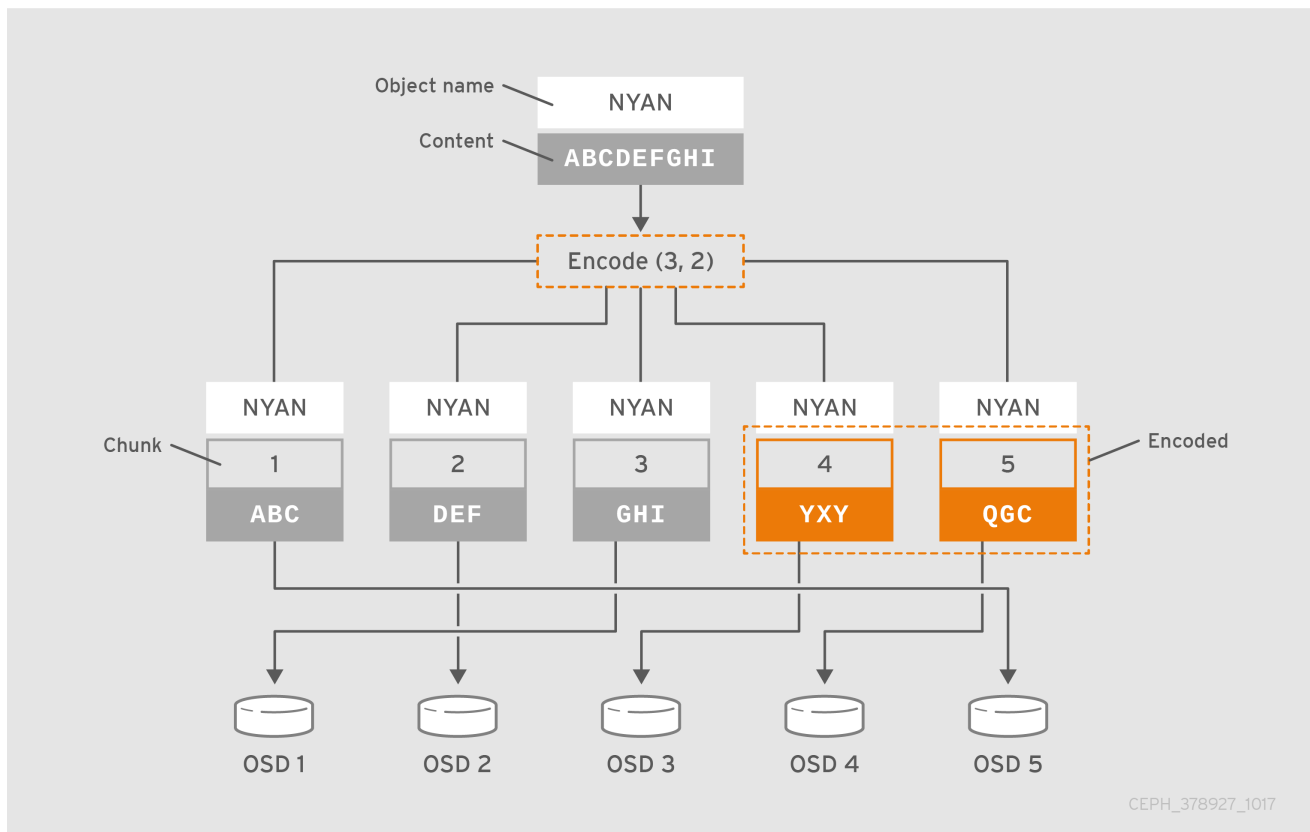 Object name
NYAN
Content
ABCDEFGHI
Encode (3, 2)
NYAN NYAN NYAN NYAN NYAN
Chunk
1 2 3 4 5
Encoded
ABC DEF GHI YXY QGC
OSD 1 OSD 2 OSD 3 OSD 4 OSD 5
CEPH_378927_1017